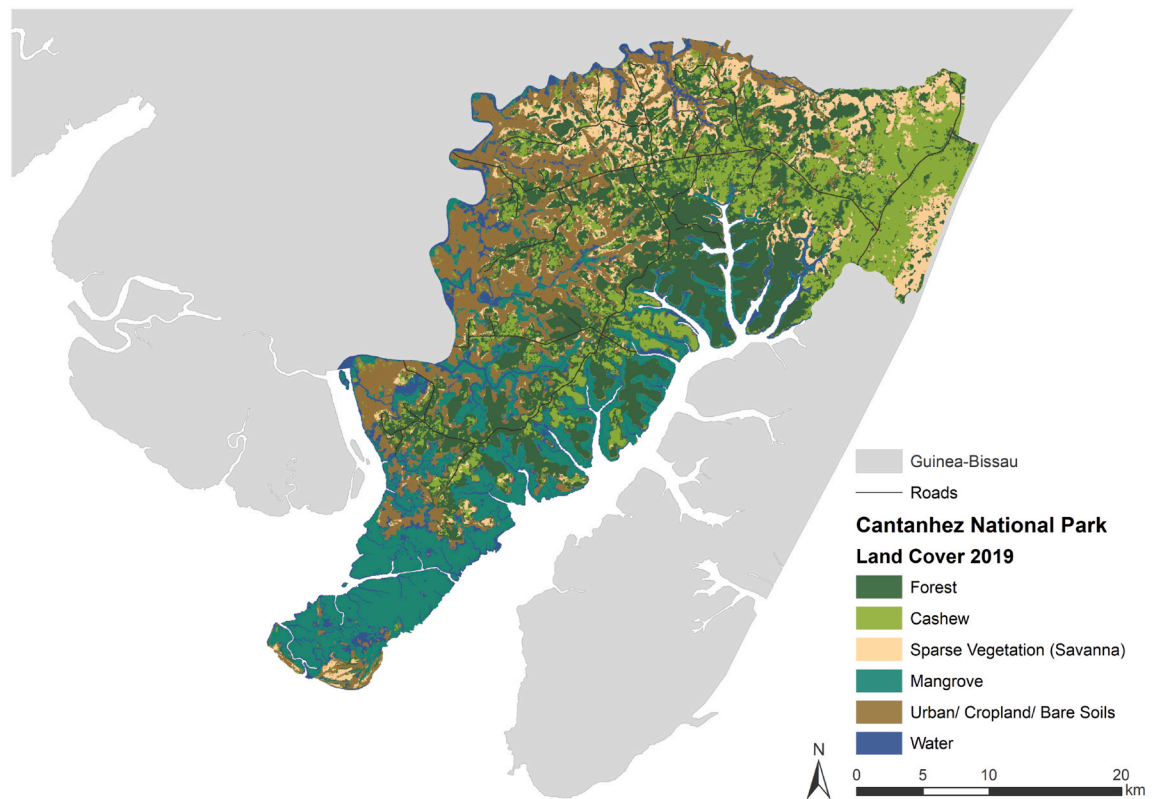 Guinea-Bissau
Roads
Cantanhez National Park
Land Cover 2019
Forest
Cashew
Sparse Vegetation (Savanna)
Mangrove
Urban/ Cropland/ Bare Soils
Water
N
0 5 10 20
km